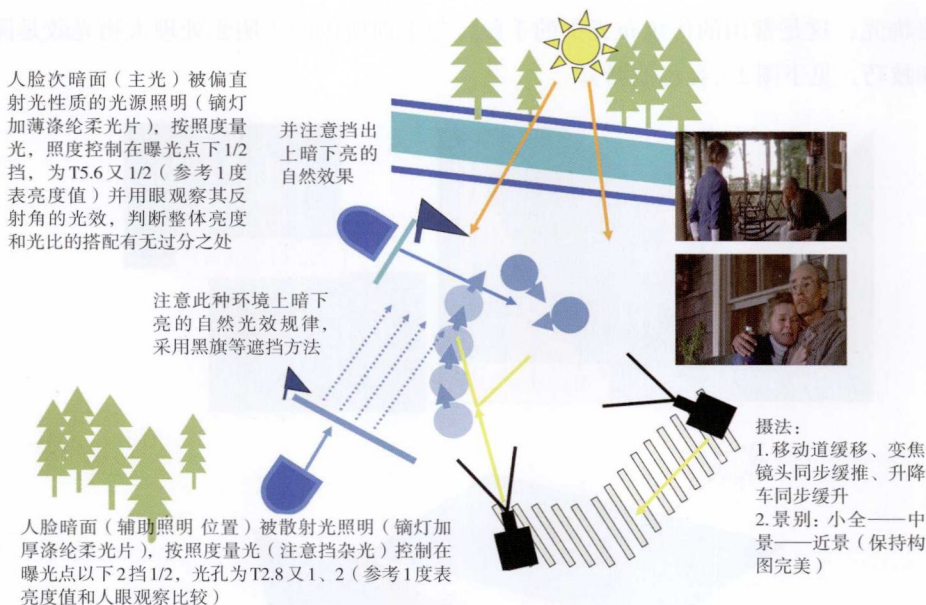 人脸次暗面（主光）被偏直
射光性质的光源照明（镝灯
加薄涤纶柔光片），按照度量
光，照度控制在曝光点下1/2
挡，为T5.6又1/2（参考1度
表亮度值）并用眼观察其反
射角的光效，判断整体亮度
和光比的搭配有无过分之处
并注意挡出
上暗下亮的
自然效果
注意此种环境上暗下
亮的自然光效规律，
采用黑旗等遮挡方法
人脸暗面（辅助照明 位置）被散射光照明（镝灯加
厚涤纶柔光片），按照度量光（注意挡杂光）控制在
曝光点以下2挡1/2，光孔为T2.8又1、2（参考1度表
亮度值和人眼观察比较）
摄法：
1.移动道缓移、变焦
镜头同步缓推、升降
车同步缓升
2.景别：小全——中
景——近景（保持构
图完美）